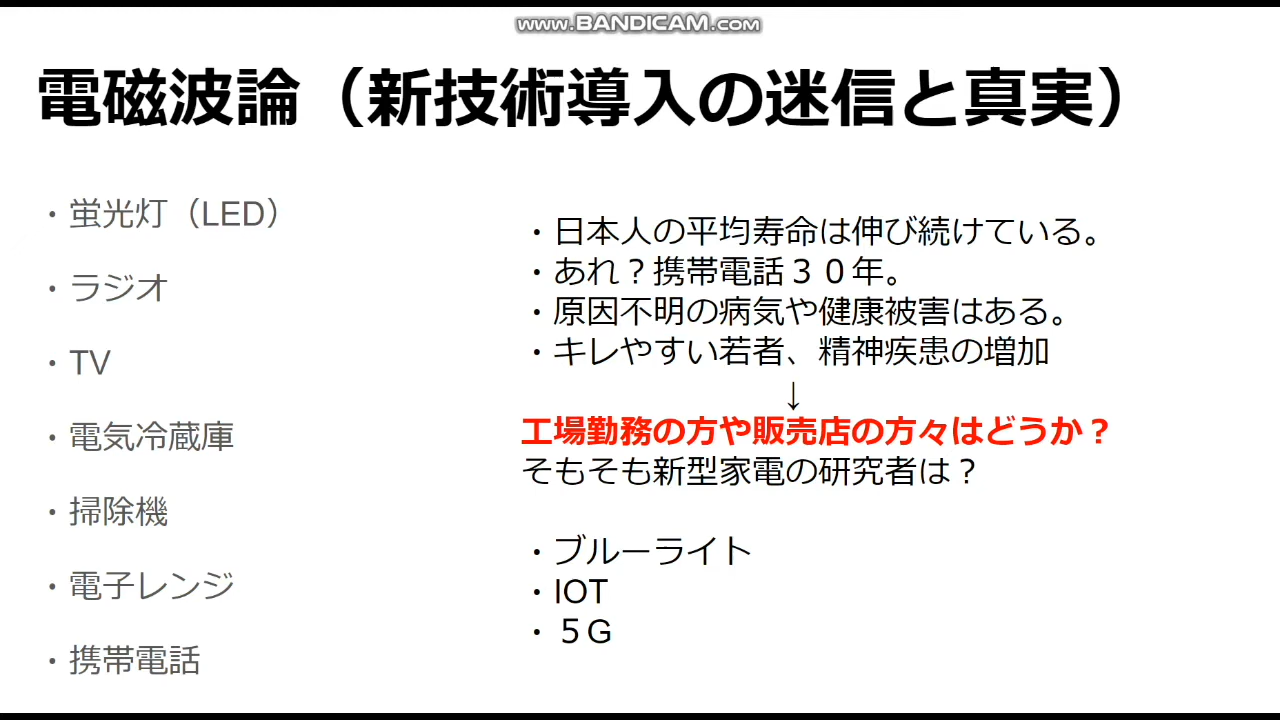 www.BANDICAM.com
電磁波論（新技術導入の迷信と真実）
・蛍光灯（LED）
・ラジオ
・TV
・電気冷蔵庫
・掃除機
・電子レンジ
・携帯電話
・日本人の平均寿命は伸び続けている。
・あれ？携帯電話３０年。
・原因不明の病気や健康被害はある。
・キレやすい若者、精神疾患の増加
↓
工場勤務の方や販売店の方々はどうか？
そもそも新型家電の研究者は？
・ブルーライト
・IOT
・５G